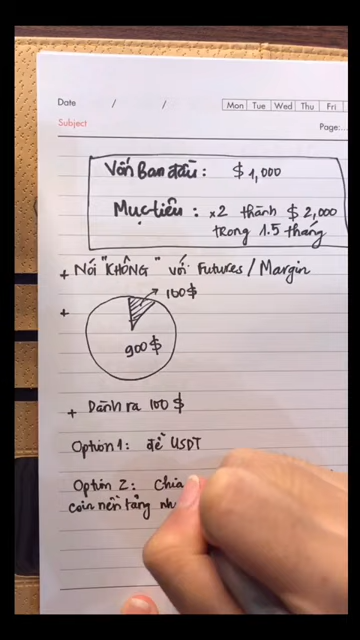 Date / /
Mon Tue Wed Thu Fri
Subject
Page:
Vốn Ban đầu: $ 1,000
Mục tiêu: x2 thành $ 2,000
trong 1.5 tháng
+ Nói "KHÔNG" với Futures / Margin
100 $
+
900 $
+ Dành ra 100 $
Option 1: để USDT
Option 2: Chia
coin nền tảng